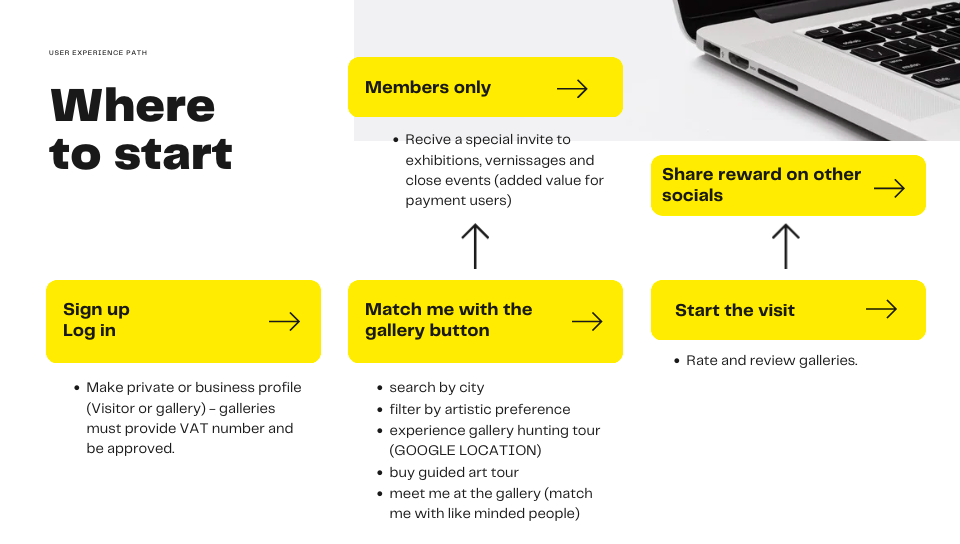 USER EXPERIENCE PATH
Where
to start
Members only
• Recive a special invite to
exhibitions, vernissages and
close events (added value for
payment users)
Share reward on other
socials
Sign up
Log in
• Make private or business profile
(Visitor or gallery) - galleries
must provide VAT number and
be approved.
Match me with the
gallery button
• search by city
• filter by artistic preference
• experience gallery hunting tour
(GOOGLE LOCATION)
• buy guided art tour
• meet me at the gallery (match
me with like minded people)
Start the visit
• Rate and review galleries.